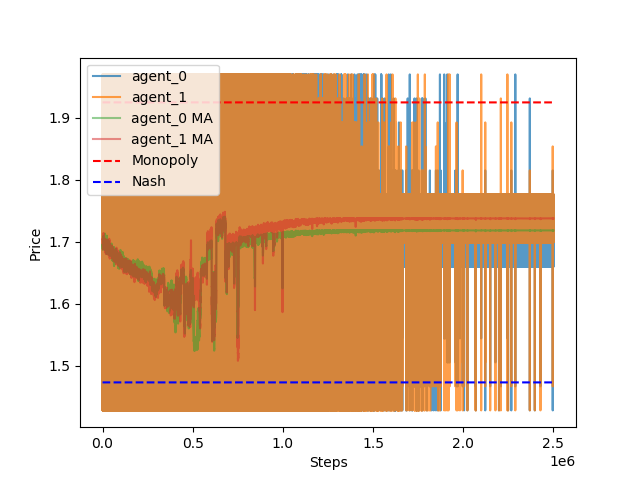 agent_0
agent_1
agent_0 MA
agent_1 MA
Monopoly
Nash
Price
1.9
1.8
1.7
1.6
1.5
0.0 0.5 1.0 1.5 2.0 2.5
Steps
1e6